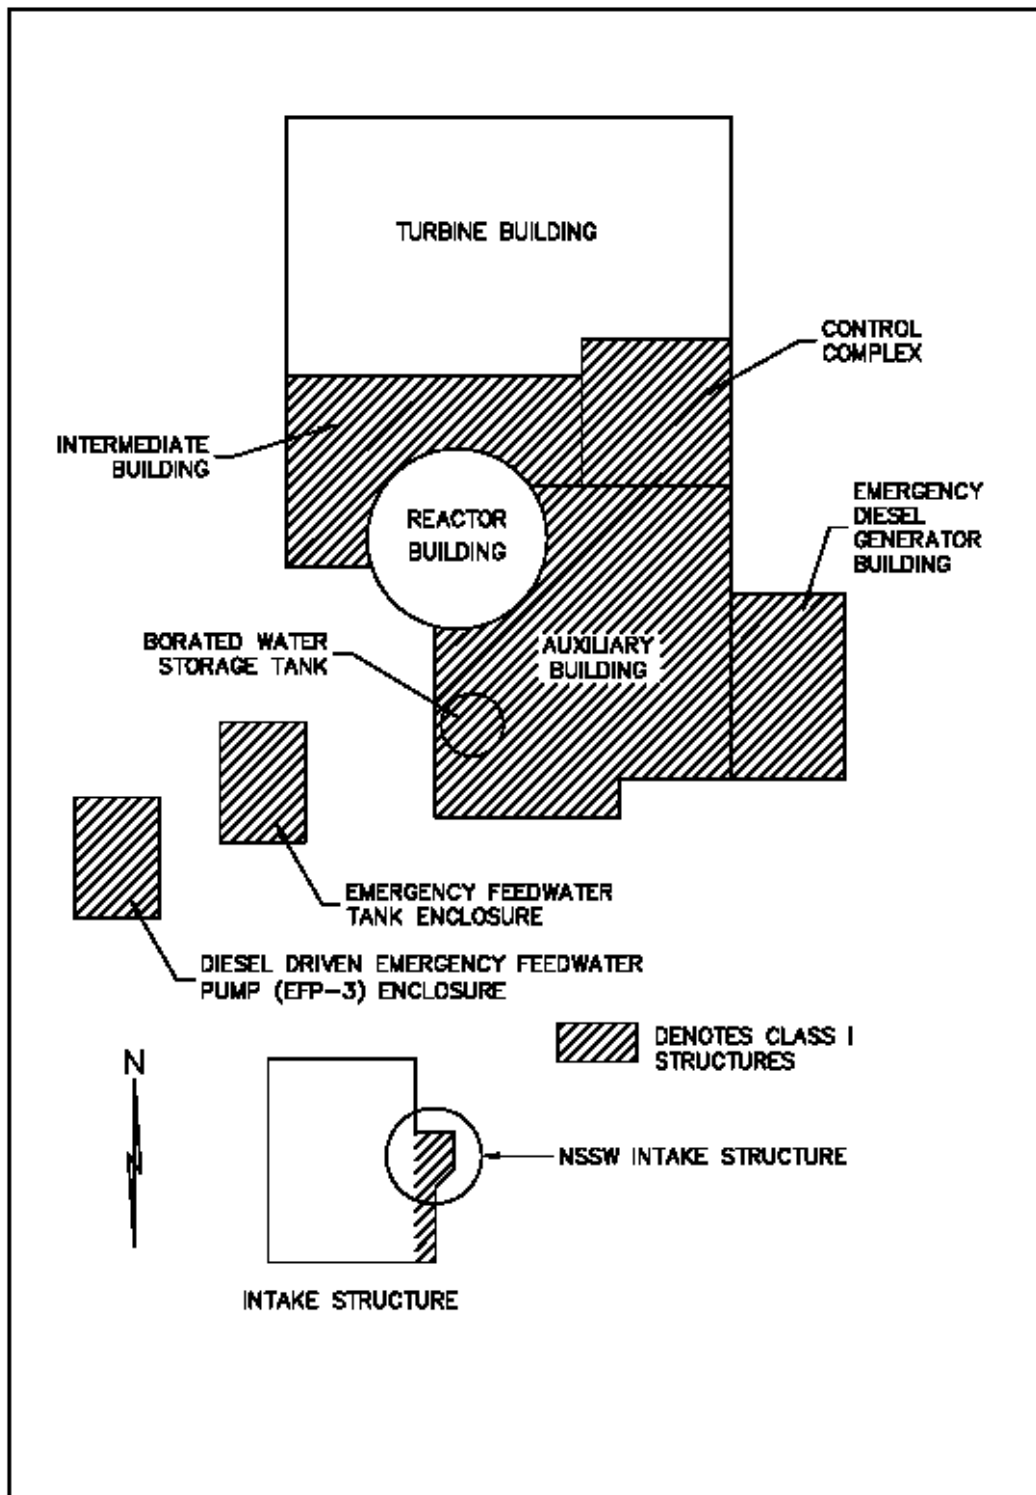 TURBINE BUILDING
CONTROL
COMPLEX
INTERMEDIATE
BUILDING
REACTOR
BUILDING
EMERGENCY
DIESEL
GENERATOR
BUILDING
BORATED WATER
STORAGE TANK
AUXILIARY
BUILDING
EMERGENCY FEEDWATER
TANK ENCLOSURE
DIESEL DRIVEN EMERGENCY FEEDWATER
PUMP (EFP-3) ENCLOSURE
DENOTES CLASS I
STRUCTURES
N
NSSW INTAKE STRUCTURE
INTAKE STRUCTURE